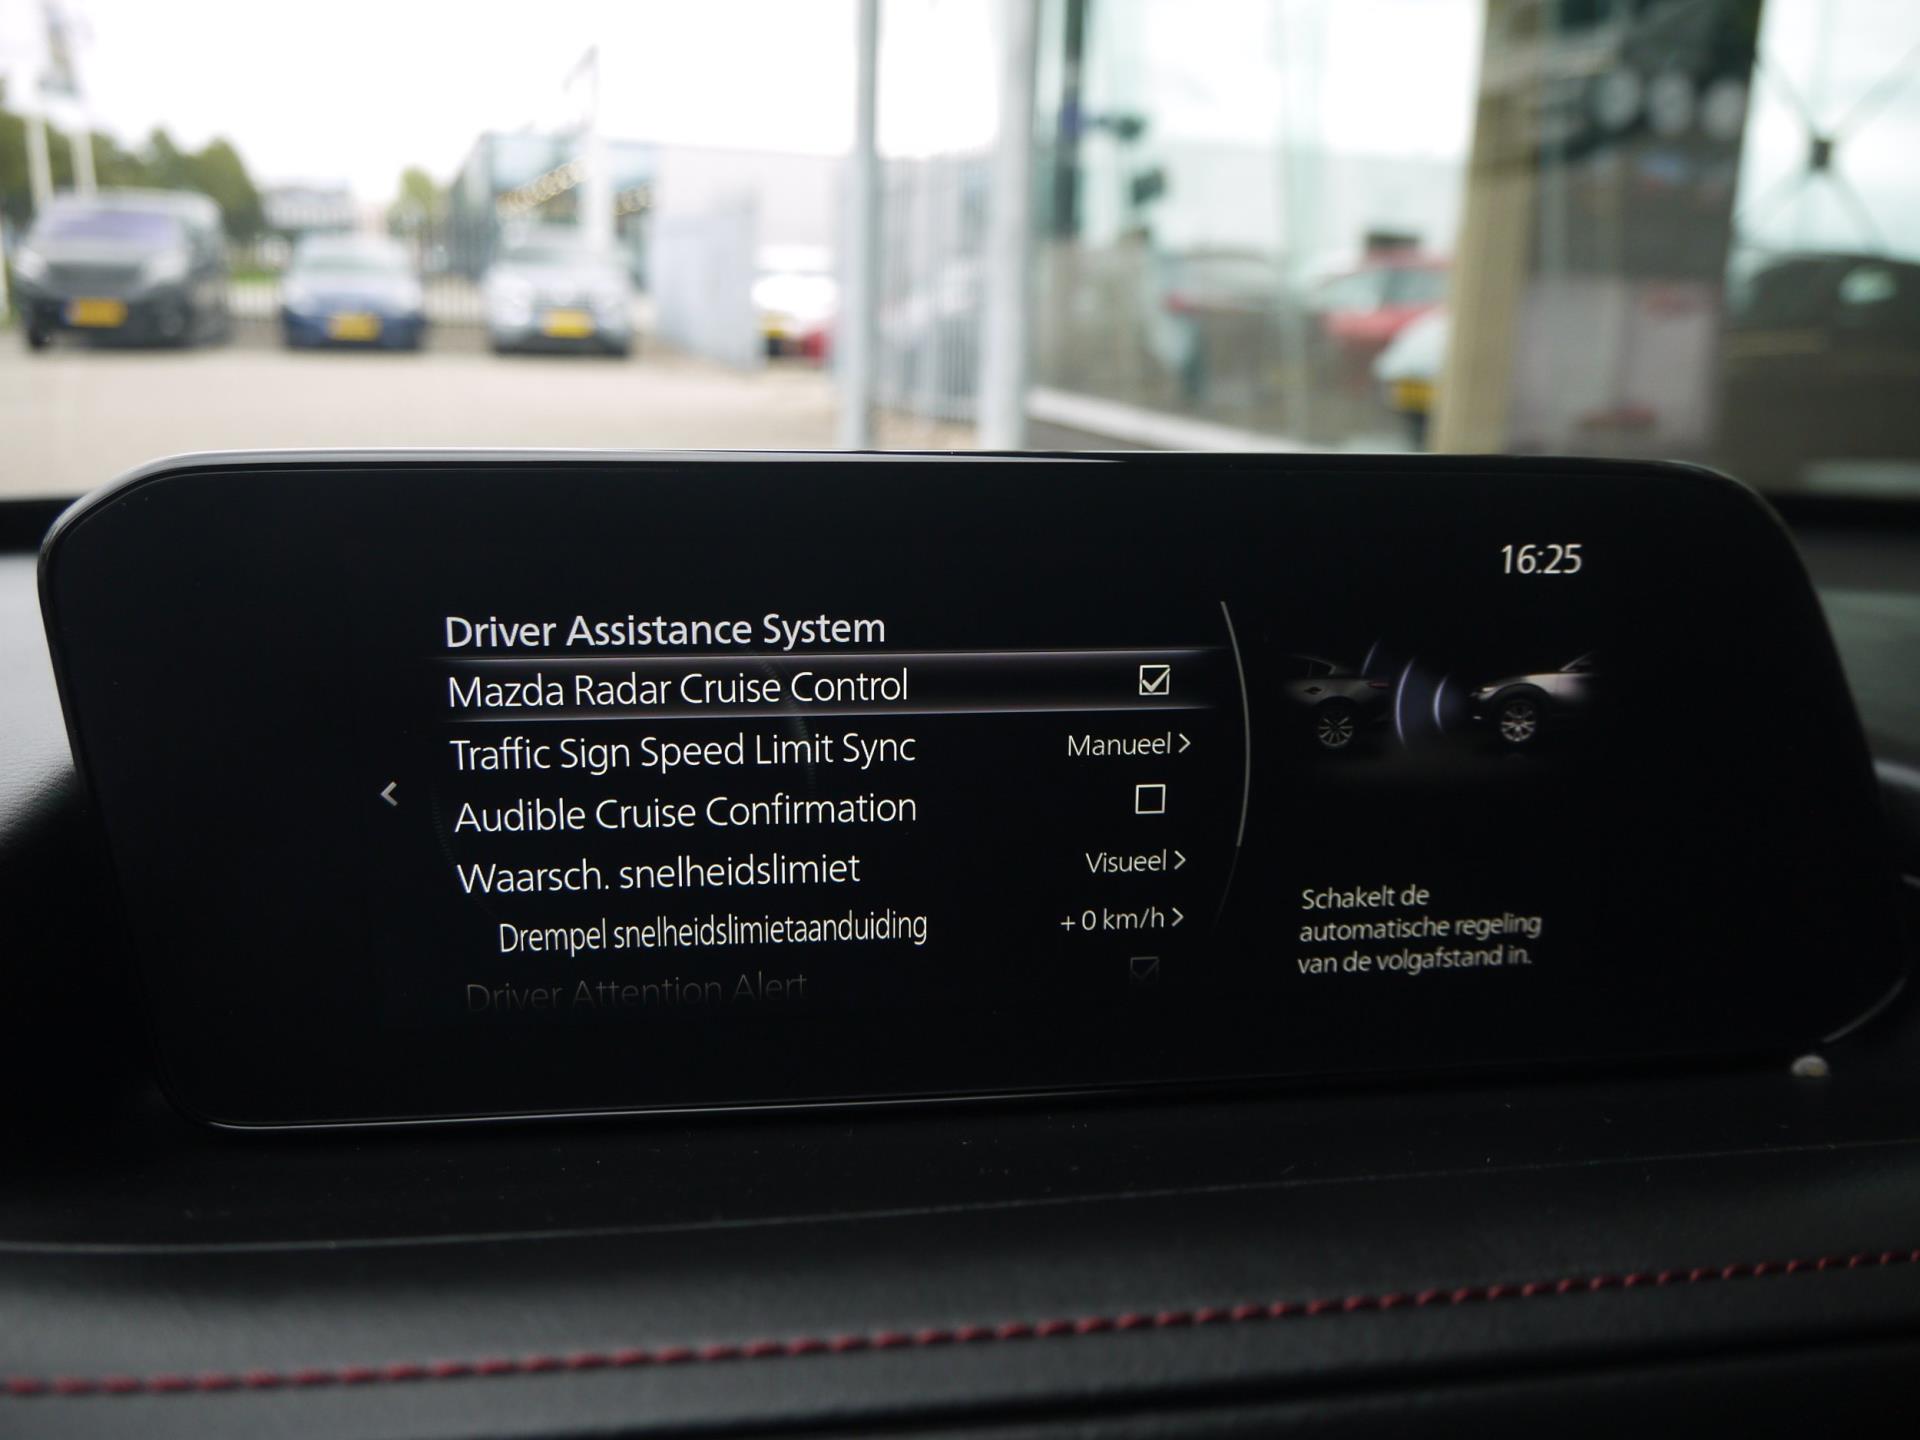 16:25
Driver Assistance System
Mazda Radar Cruise Control
Traffic Sign Speed Limit Sync Manueel >
Audible Cruise Confirmation
Waarsch. snelheidslimiet Visueel >
Drempel snelheidslimietaanduiding + 0 km/h >
Driver Attention Alert
Schakelt de
automatische regeling
van de volgafstand in.